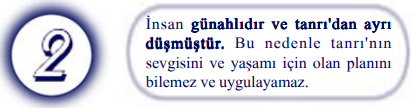 2
İnsan günahlıdır ve tanrı'dan ayrı
düşmüştür. Bu nedenle tanrı'nın
sevgisini ve yaşamı için olan planını
bilemez ve uygulayamaz.